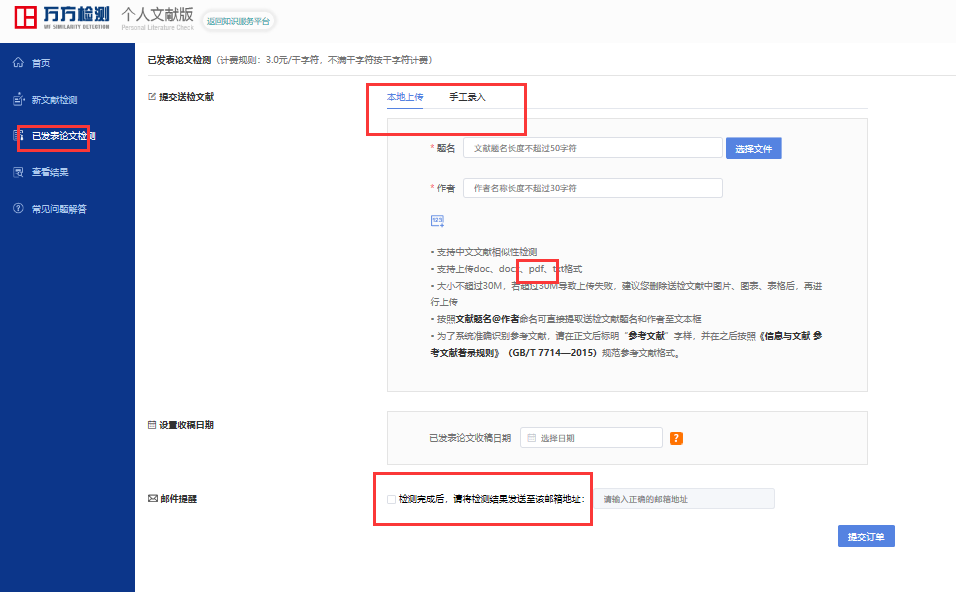 万方检测
WF SIMILARITY DETECTION
个人文献版
Personal Literature Check
返回知识服务平台
首页
新文献检测
已发表论文检测
查看结果
常见问题解答
已发表论文检测（计费规则：3.0元/千字符，不满千字符按千字符计费）
提交送检文献
本地上传 手工录入
* 题名 文献题名长度不超过50字符 选择文件
* 作者 作者名称长度不超过30字符
123
• 支持中文文献相似性检测
• 支持上传doc、docx、pdf、txt格式
• 大小不超过30M，若超过30M导致上传失败，建议您删除送检文献中图片、图表、表格后，再进
行上传
• 按照文献题名@作者命名可直接提取送检文献题名和作者至文本框
• 为了系统准确识别参考文献，请在正文后标明“参考文献”字样，并在之后按照《信息与文献 参
考文献著录规则》（GB/T 7714—2015）规范参考文献格式。
设置收稿日期
已发表论文收稿日期 选择日期 ?
邮件提醒
检测完成后，请将检测结果发送至该邮箱地址： 请输入正确的邮箱地址
提交订单